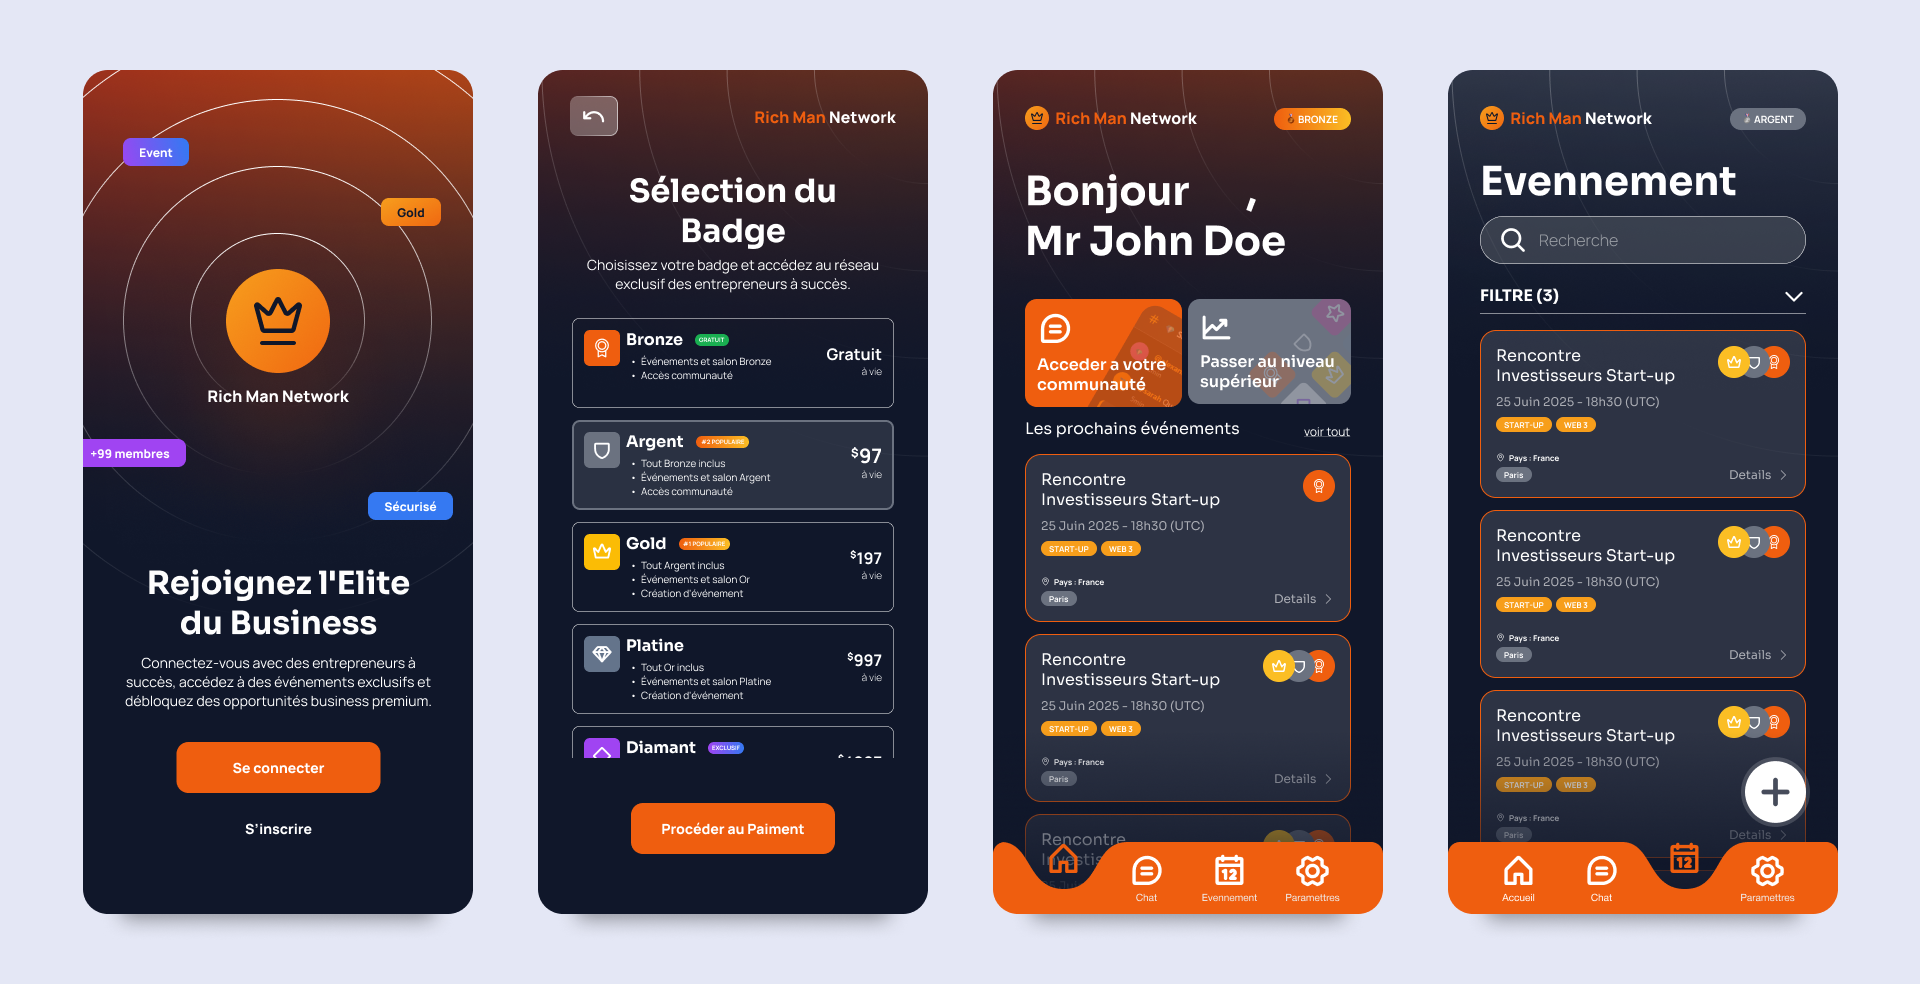 Event
Gold
Rich Man Network
+99 membres
Sécurisé
Rejoignez l'Elite
du Business
Connectez-vous avec des entrepreneurs à
succès, accédez à des événements exclusifs et
débloquez des opportunités business premium.
Se connecter
S'inscrire
Rich Man Network
Sélection du
Badge
Choisissez votre badge et accédez au réseau
exclusif des entrepreneurs à succès.
Bronze GRATUIT
• Événements et salon Bronze
• Accès communauté
Gratuit
à vie
Argent #2 POPULAIRE
• Tout Bronze inclus
• Événements et salon Argent
• Accès communauté
$97
à vie
Gold #1 POPULAIRE
• Tout Argent inclus
• Événements et salon Or
• Création d'événement
$197
à vie
Platine
• Tout Or inclus
• Événements et salon Platine
• Création d'événement
$997
à vie
Diamant EXCLUSIF
Procéder au Paiment
Rich Man Network
BRONZE
Bonjour ,
Mr John Doe
Acceder a votre
communauté
Passer au niveau
supérieur
Les prochains événements
voir tout
Rencontre
Investisseurs Start-up
25 Juin 2025 - 18h30 (UTC)
START-UP WEB 3
Pays : France
Paris
Details
Rencontre
Investisseurs Start-up
25 Juin 2025 - 18h30 (UTC)
START-UP WEB 3
Pays : France
Paris
Details
Rencontre
Chat
Evennement
Paramettres
Rich Man Network
ARGENT
Evennement
Recherche
FILTRE (3)
Rencontre
Investisseurs Start-up
25 Juin 2025 - 18h30 (UTC)
START-UP WEB 3
Pays : France
Paris
Details
Rencontre
Investisseurs Start-up
25 Juin 2025 - 18h30 (UTC)
START-UP WEB 3
Pays : France
Paris
Details
Rencontre
Investisseurs Start-up
25 Juin 2025 - 18h30 (UTC)
START-UP WEB 3
Pays : France
Paris
Details
12
12
Accueil
Chat
Paramettres